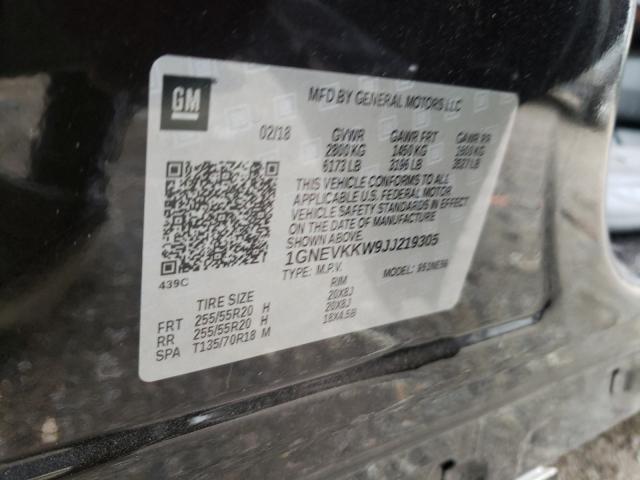 GM
MFD BY GENERAL MOTORS LLC
02/18 GVWR GAWR FRT GAWR RR
2800 KG 1450 KG 1600 KG
6173 LB 3196 LB 3527 LB
THIS VEHICLE CONFORMS TO ALL
APPLICABLE U.S. FEDERAL MOTOR
VEHICLE SAFETY STANDARDS IN EFFECT
ON THE DATE OF MANUFACTURE
SHOWN ABOVE
1GNEVKKW9JJ219305
439C TYPE: M.P.V. MODEL:
TIRE SIZE RIM
FRT 255/55R20 H 20X8J
RR 255/55R20 H 20X8J
SPA T135/70R18 M 18X4.5B